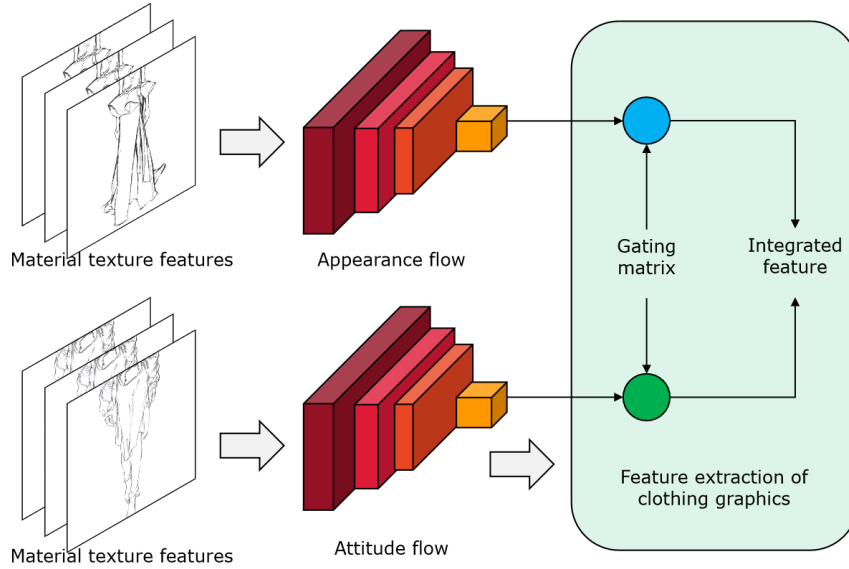 Material texture features
Appearance flow
Gating
matrix
Integrated
feature
Material texture features
Attitude flow
Feature extraction of
clothing graphics